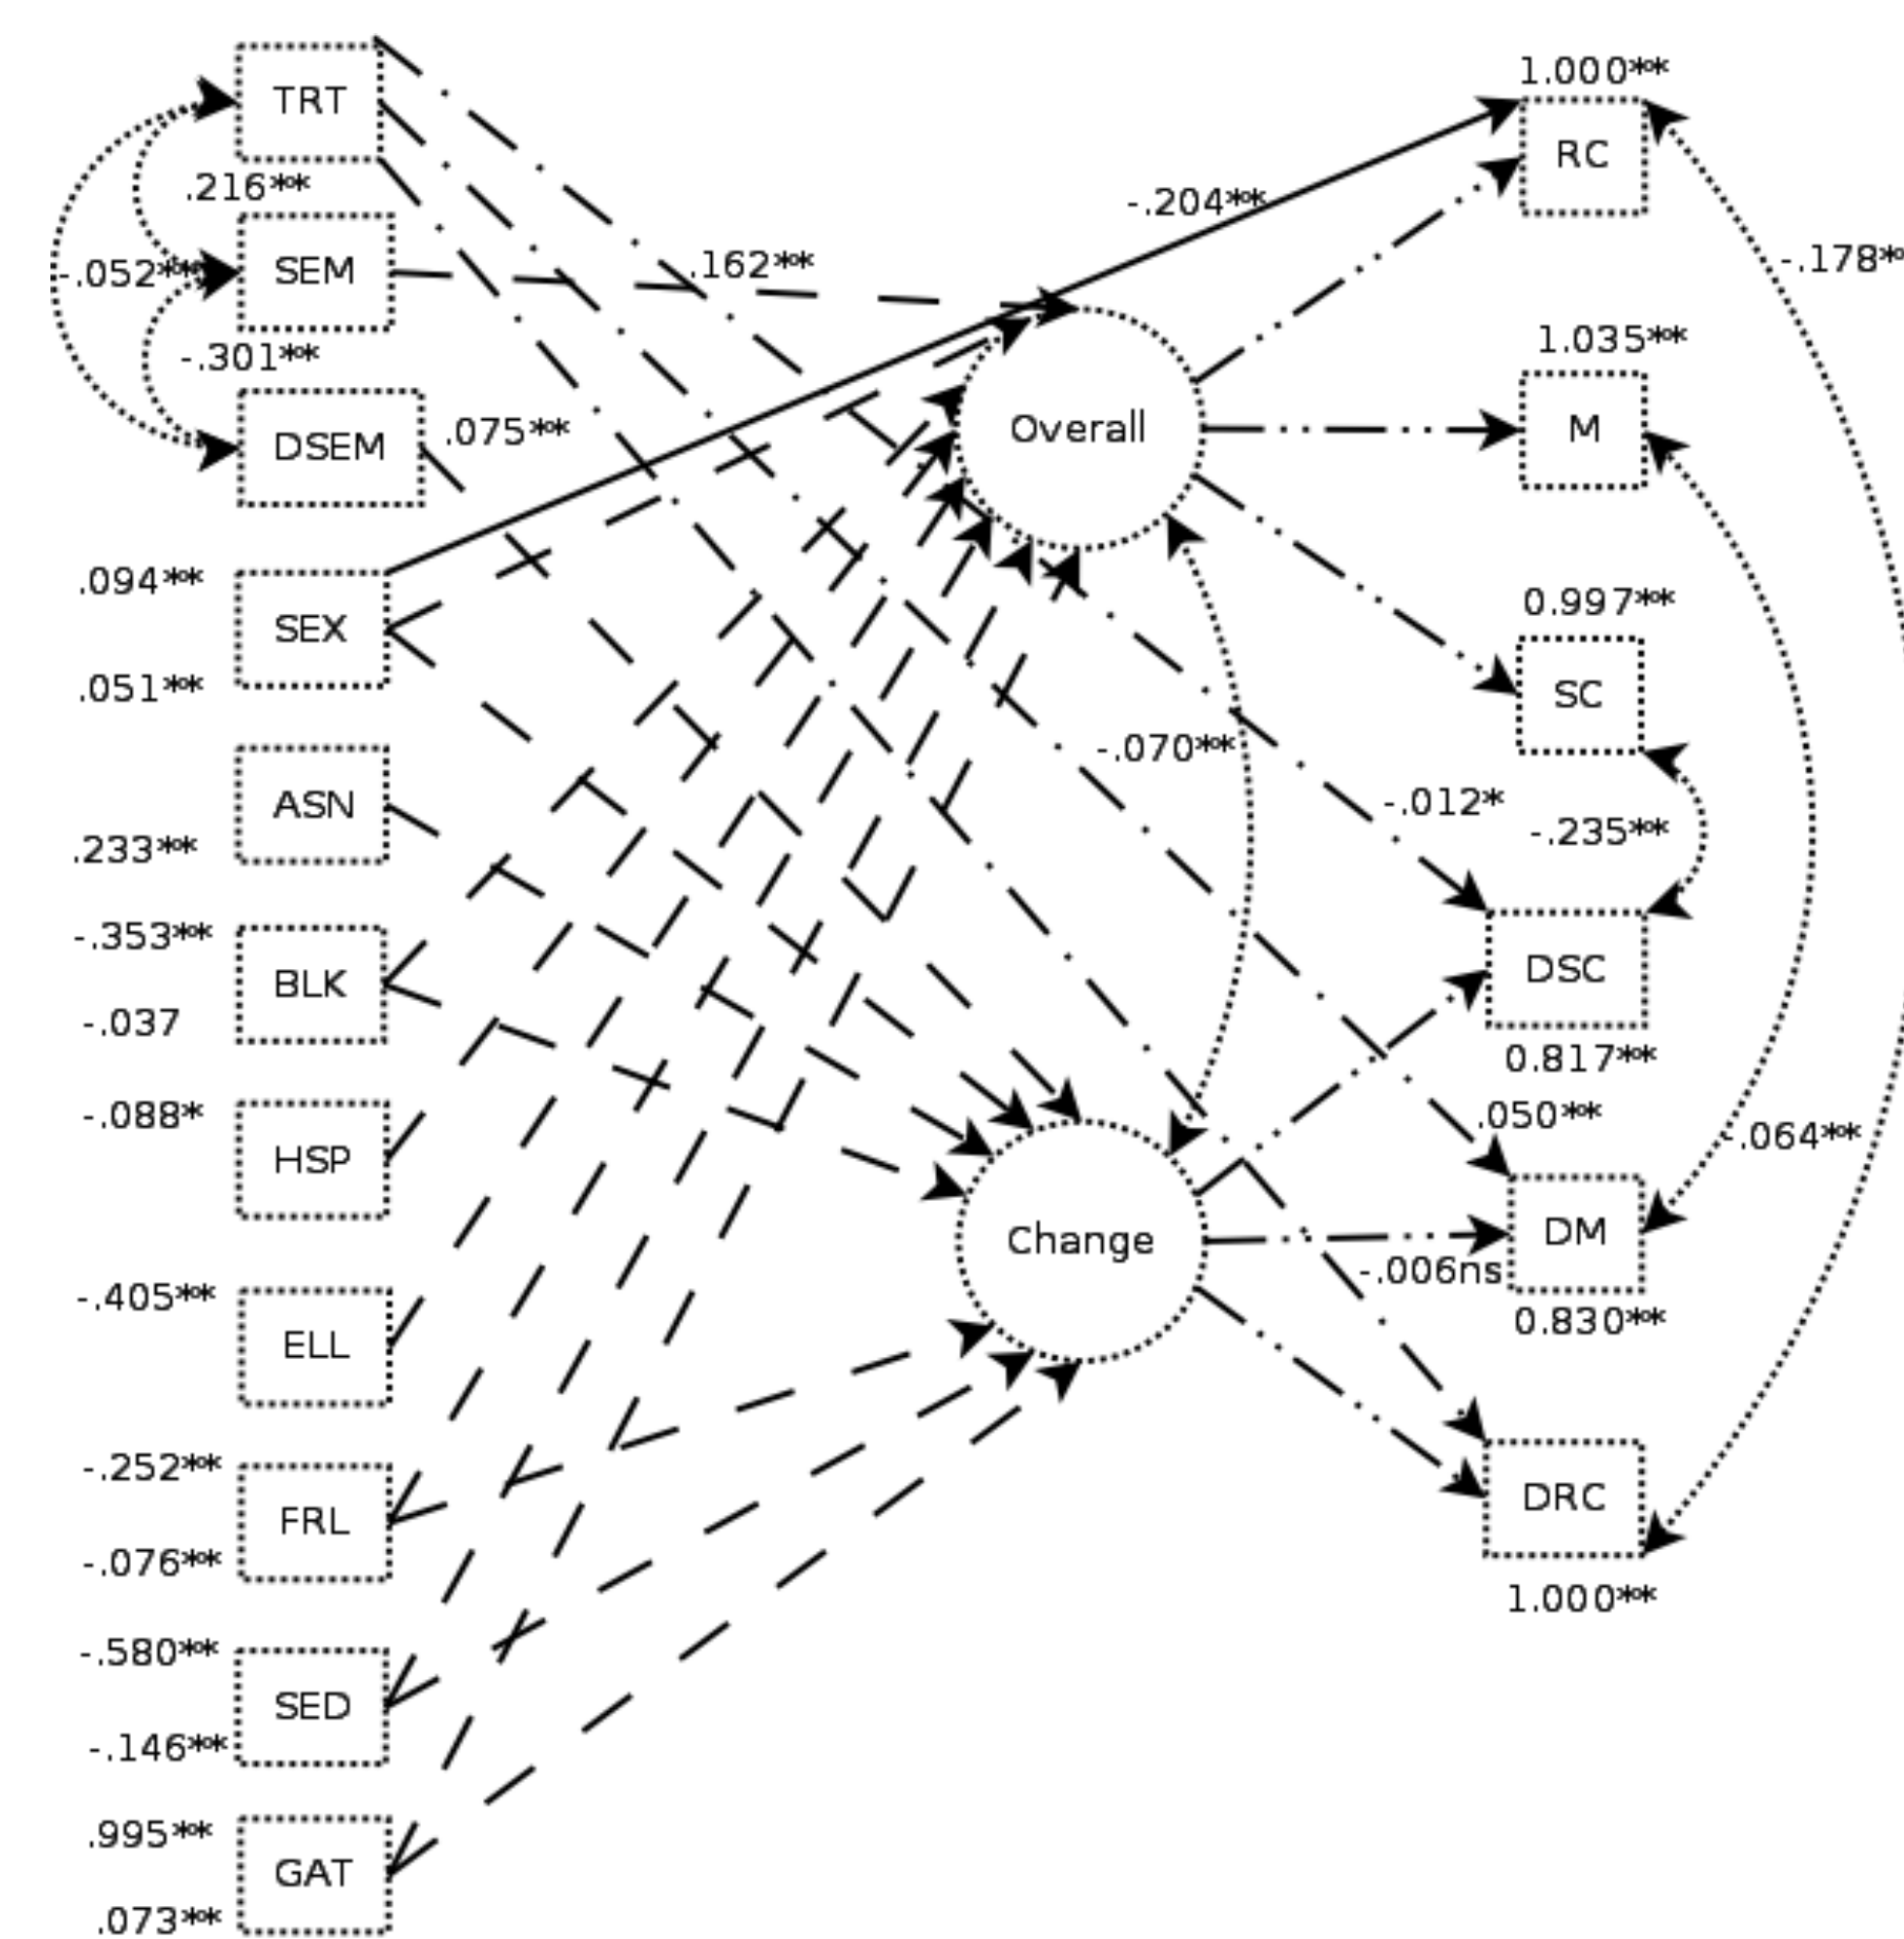 TRT
.216**
SEM
-.052**
-.301**
DSEM
.075**
.162**
.094**
SEX
.051**
ASN
.233**
-.353**
BLK
-.037
-.088*
HSP
-.405**
ELL
-.252**
FRL
-.076**
-.580**
SED
-.146**
.995**
GAT
.073**
Overall
Change
-.204**
-.070**
-.012*
1.000**
RC
-.178*
1.035**
M
0.997**
SC
-.235**
DSC
0.817**
.050**
-.064**
DM
-.006ns
0.830**
DRC
1.000**